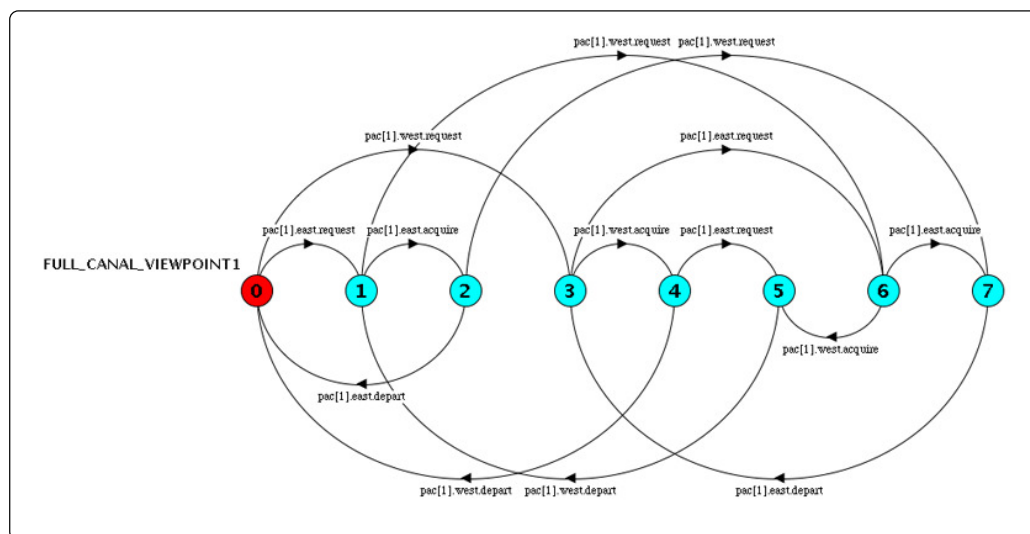 pac[1].west.request
pac[1].west.request
pac[1].west.request
pac[1].east.request
pac[1].east.request
pac[1].east.acquire
pac[1].west.acquire
pac[1].east.request
pac[1].east.acquire
FULL_CANAL_VIEWPOINT1
0
1
2
3
4
5
6
7
pac[1].west.acquire
pac[1].east.depart
pac[1].west.depart
pac[1].west.depart
pac[1].east.depart